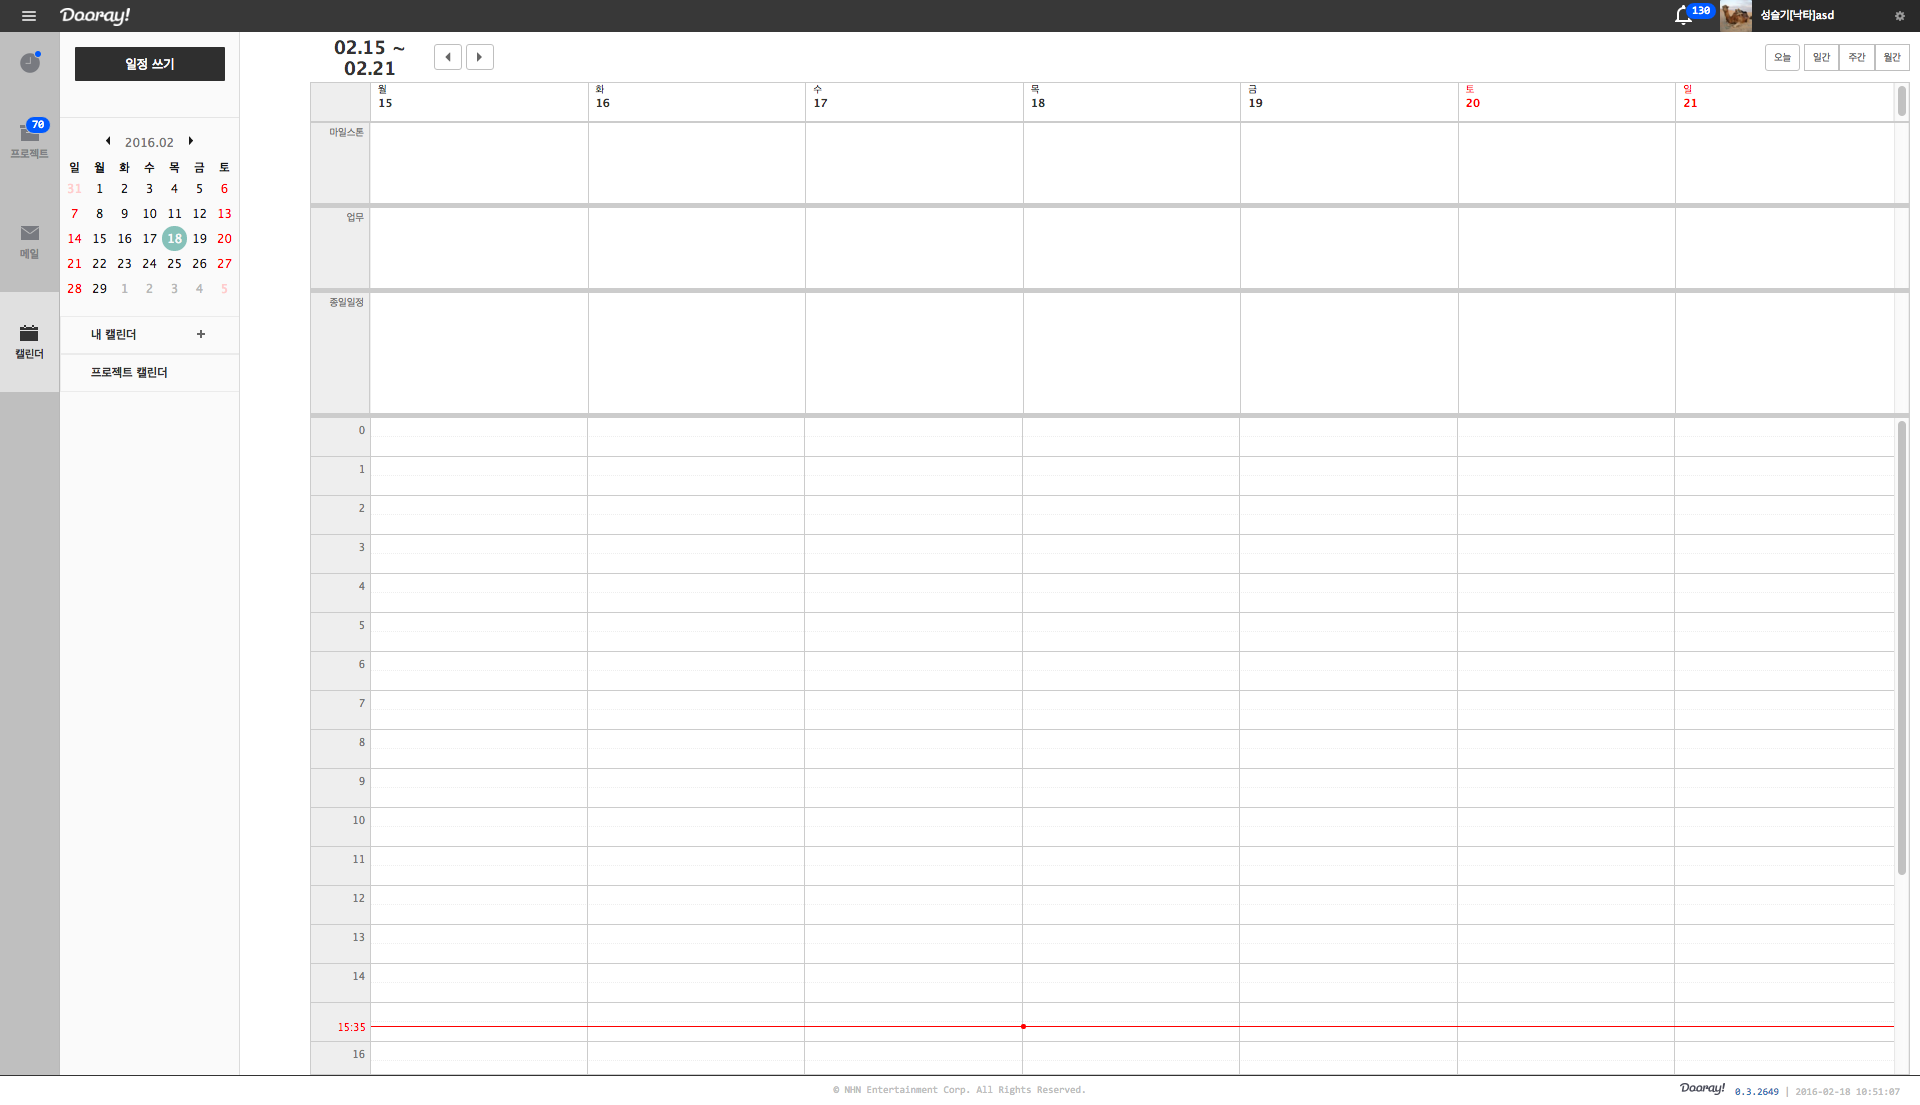 Dooray!
130
성슬기[낙타]asd
70
프로젝트
메일
캘린더
일정 쓰기
2016.02
일 월 화 수 목 금 토
31 1 2 3 4 5 6
7 8 9 10 11 12 13
14 15 16 17 18 19 20
21 22 23 24 25 26 27
28 29 1 2 3 4 5
내 캘린더 +
프로젝트 캘린더
02.15 ~
02.21
오늘 일간 주간 월간
월 화 수 목 금 토 일
15 16 17 18 19 20 21
마일스톤
업무
종일일정
0
1
2
3
4
5
6
7
8
9
10
11
12
13
14
15:35
16
© NHN Entertainment Corp. All Rights Reserved.
Dooray! 0.3.2649 | 2016-02-18 10:51:07